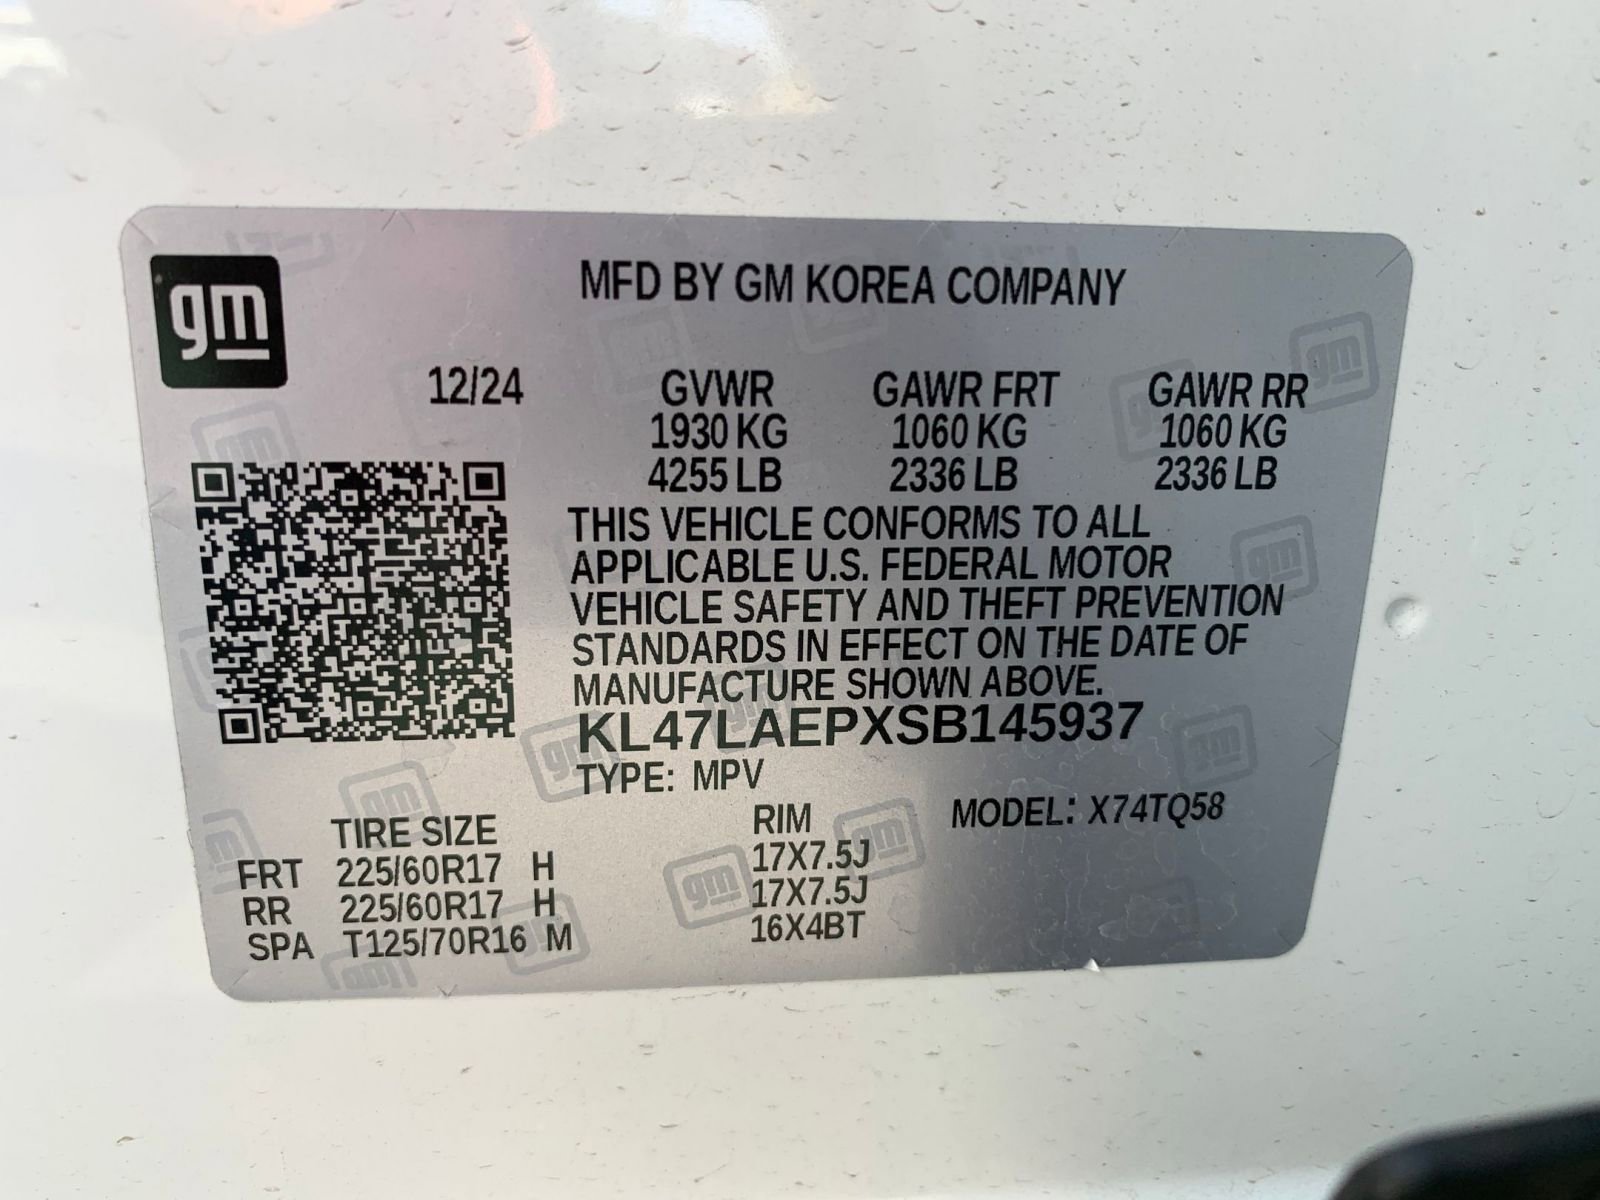 gm
MFD BY GM KOREA COMPANY
12/24 GVWR GAWR FRT GAWR RR
1930 KG 1060 KG 1060 KG
4255 LB 2336 LB 2336 LB
THIS VEHICLE CONFORMS TO ALL
APPLICABLE U.S. FEDERAL MOTOR
VEHICLE SAFETY AND THEFT PREVENTION
STANDARDS IN EFFECT ON THE DATE OF
MANUFACTURE SHOWN ABOVE.
KL47LAEPXSB145937
TYPE: MPV
TIRE SIZE RIM MODEL: X74TQ58
FRT 225/60R17 H 17X7.5J
RR 225/60R17 H 17X7.5J
SPA T125/70R16 M 16X4BT